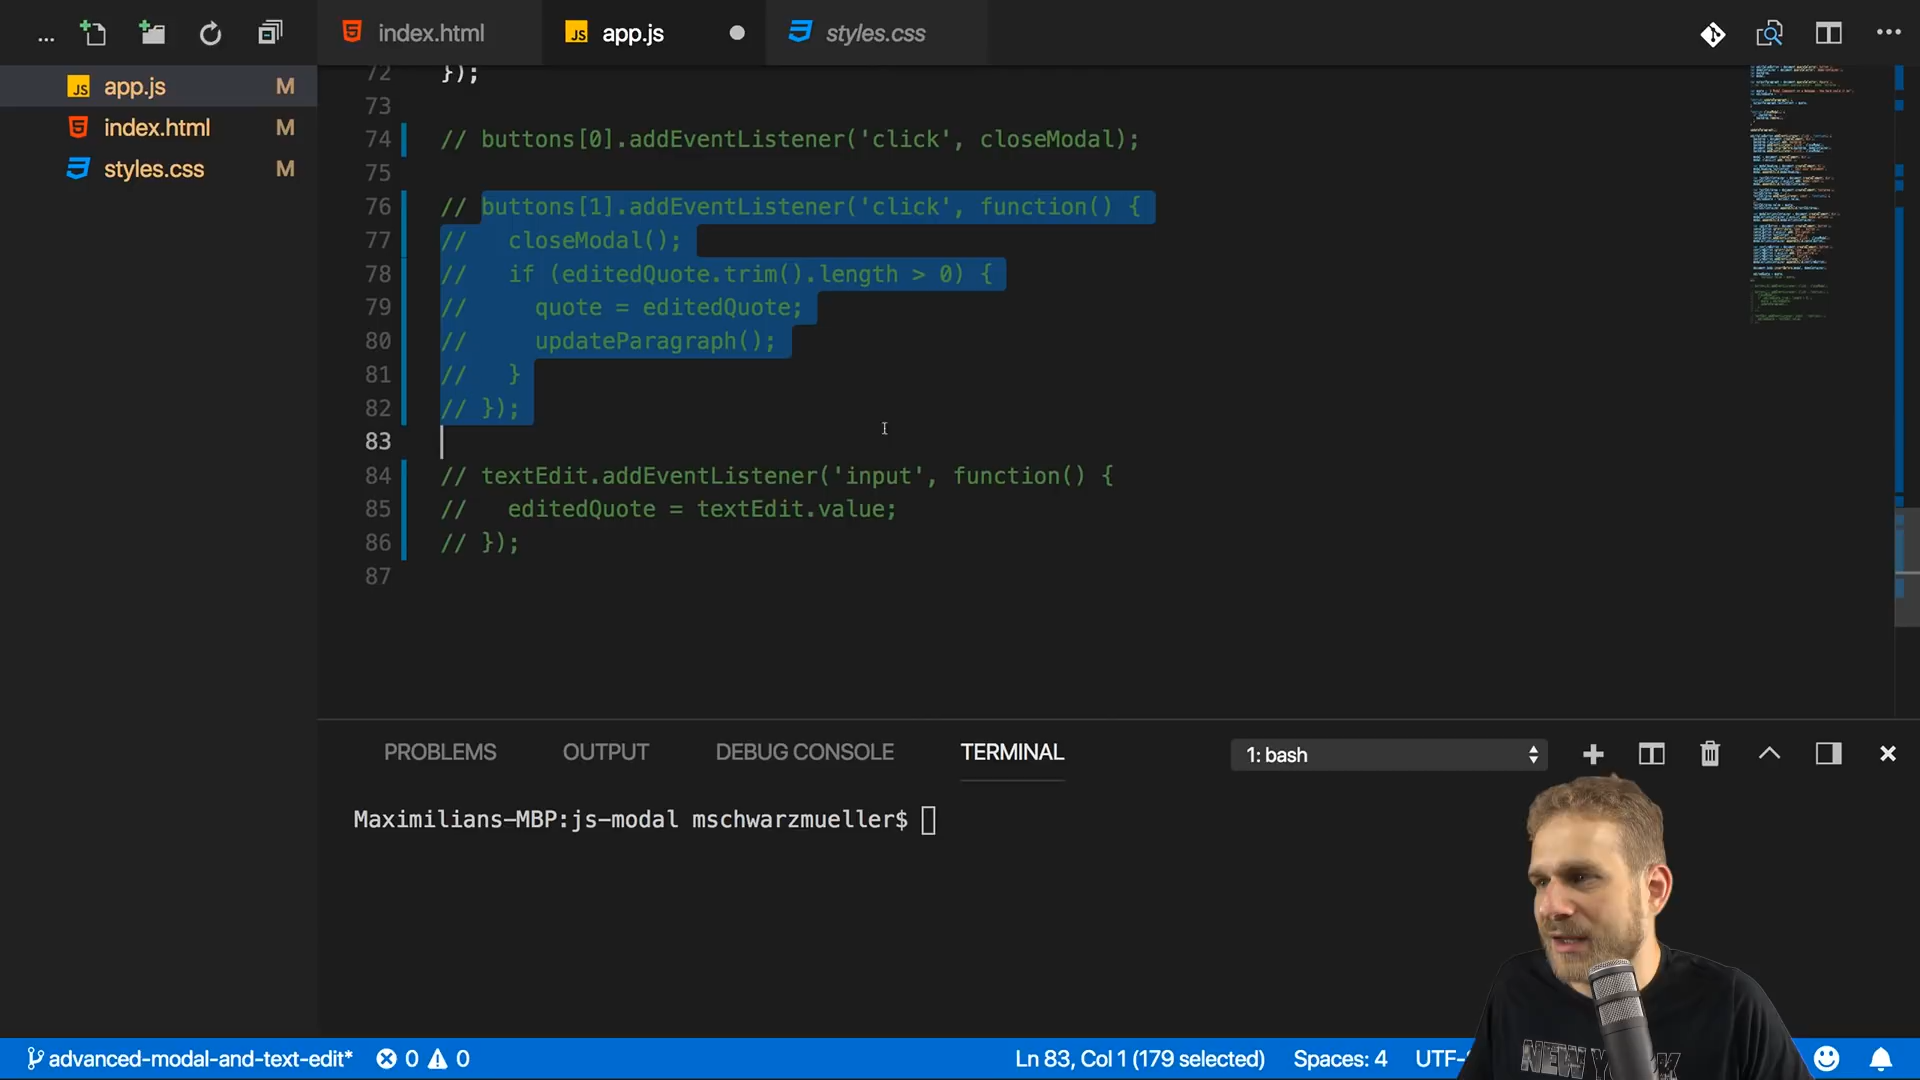 ...
index.html
JS app.js
styles.css
JS app.js M
index.html M
styles.css M
72 });
73
74 // buttons[0].addEventListener('click', closeModal);
75
76 // buttons[1].addEventListener('click', function() {
77 //   closeModal();
78 //   if (editedQuote.trim().length > 0) {
79 //     quote = editedQuote;
80 //     updateParagraph();
81 //   }
82 // });
83
84 // textEdit.addEventListener('input', function() {
85 //   editedQuote = textEdit.value;
86 // });
87
PROBLEMS OUTPUT DEBUG CONSOLE TERMINAL 1: bash
Maximilians-MBP:js-modal mschwarzmueller$
NEW YORK
advanced-modal-and-text-edit* 0 0 Ln 83, Col 1 (179 selected) Spaces: 4 UTF-